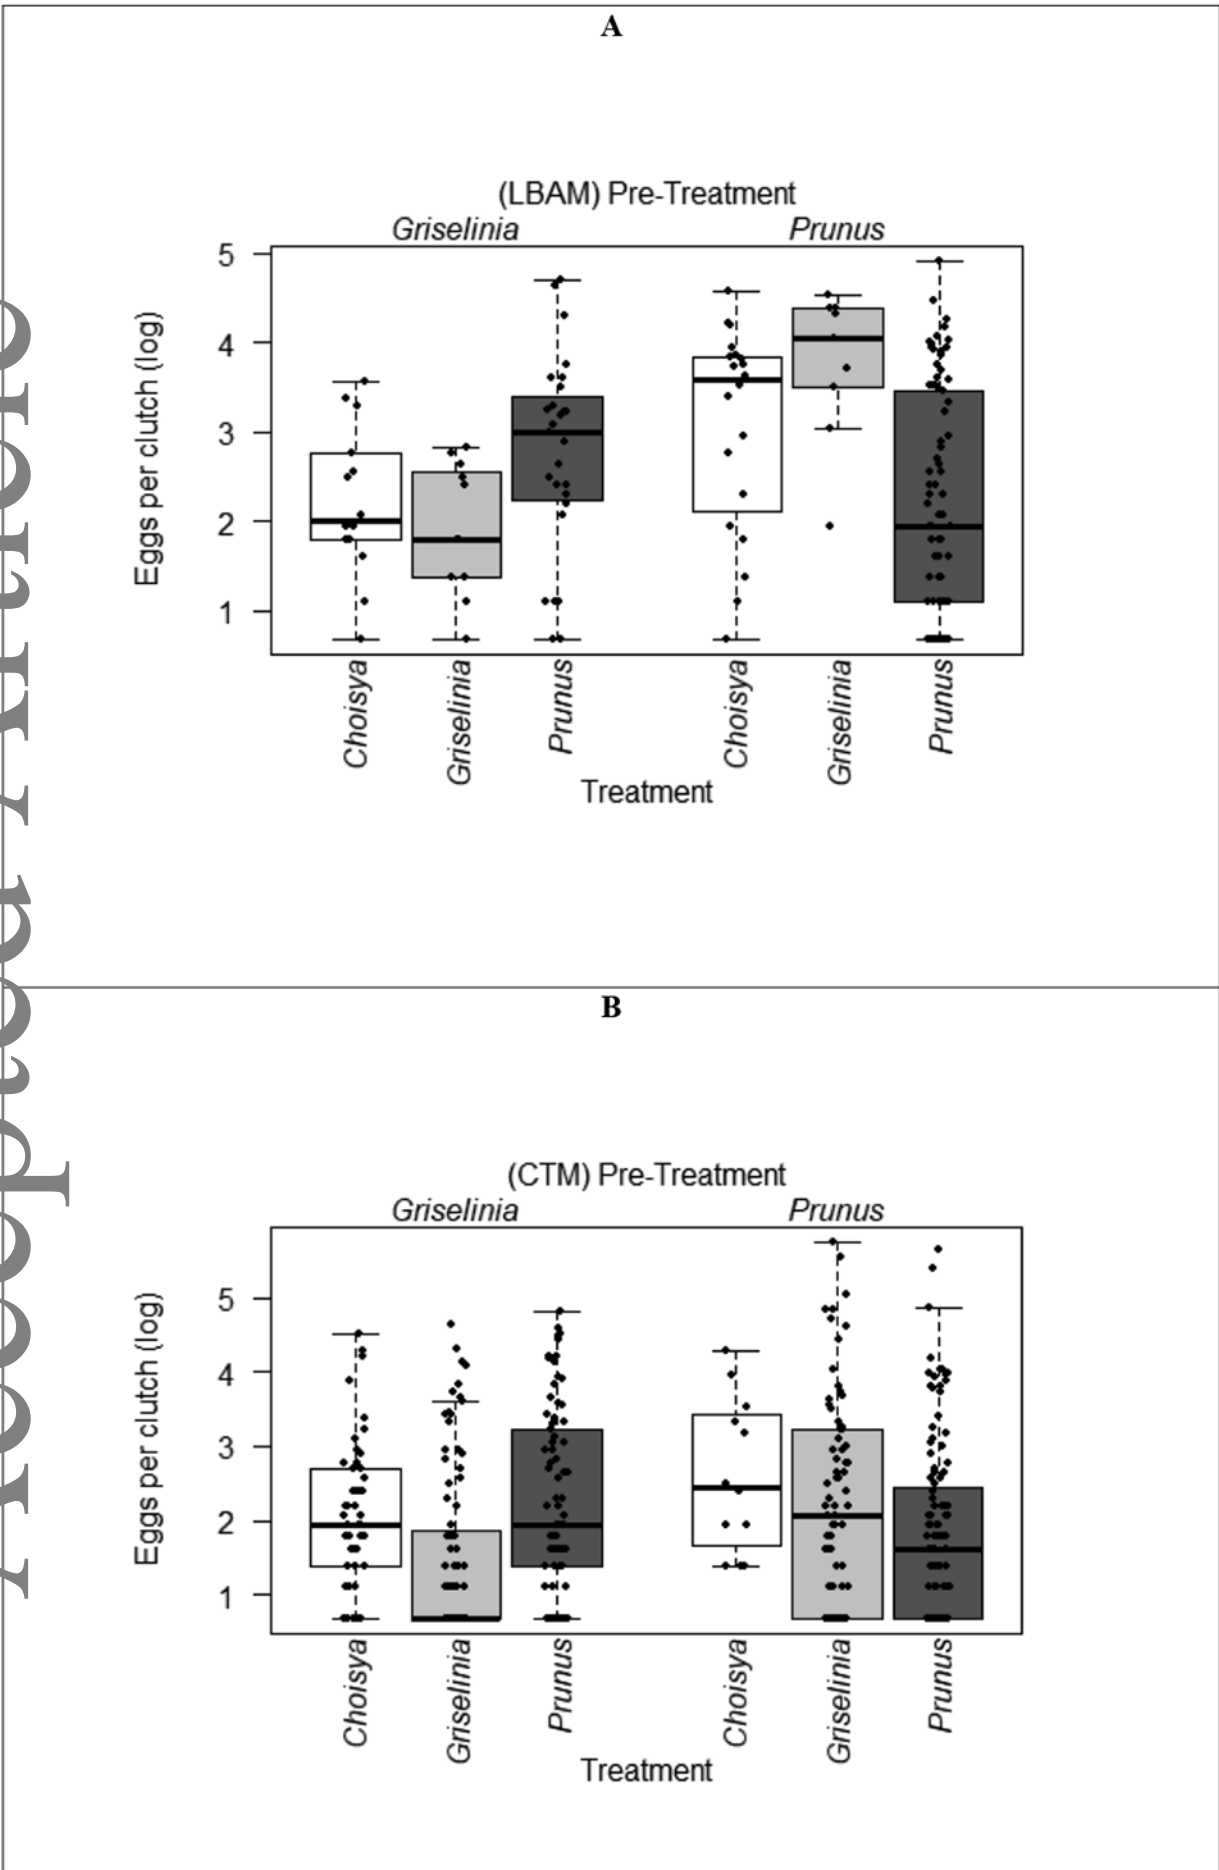 A
(LBAM) Pre-Treatment
Griselinia Prunus
5
4
3
2
1
Eggs per clutch (log)
Choisya Griselinia Prunus Choisya Griselinia Prunus
Treatment
B
(CTM) Pre-Treatment
Griselinia Prunus
5
4
3
2
1
Eggs per clutch (log)
Choisya Griselinia Prunus Choisya Griselinia Prunus
Treatment
Accepted Article